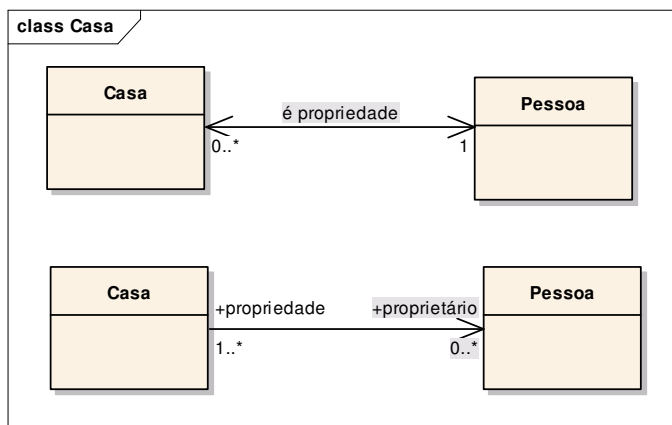 class Casa
Casa
é propriedade
Pessoa
0..*
1
Casa
Pessoa
+propriedade
+proprietário
1..*
0..*